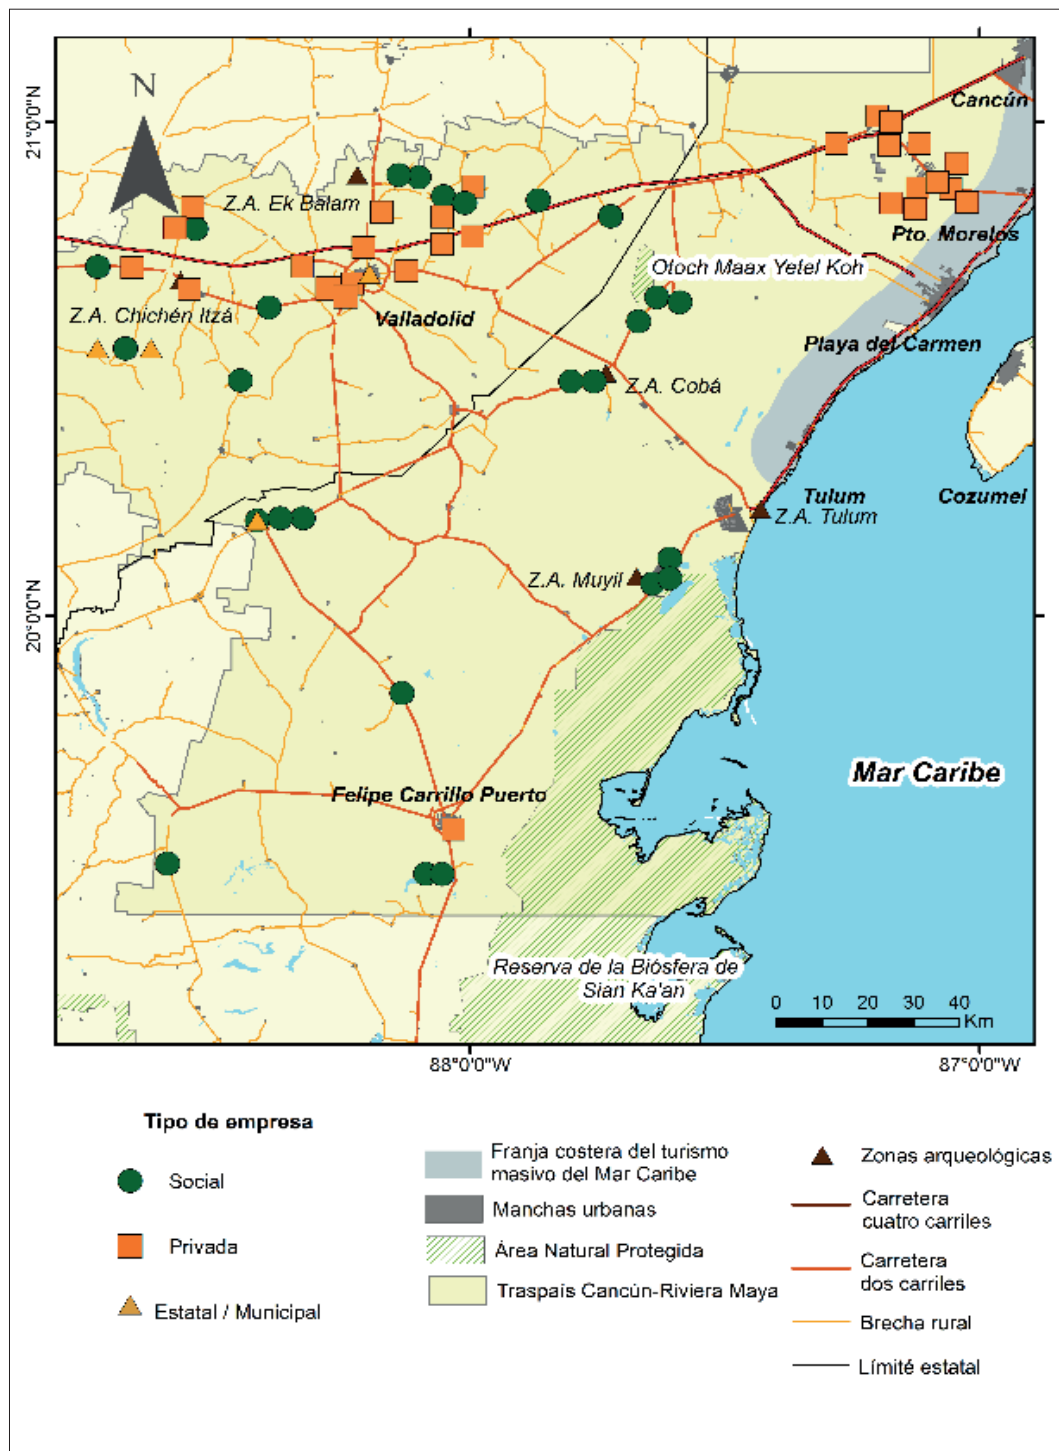 N
21°0'0"N
20°0'0"N
Cancún
Z.A. Ek Balam
Pto. Morelos
Otoch Maax Yetel Koh
Z.A. Chichén Itzá
Valladolid
Playa del Carmen
Z.A. Cobá
Tulum
Cozumel
Z.A. Tulum
Z.A. Muyil
Mar Caribe
Felipe Carrillo Puerto
Reserva de la Biósfera de
Sian Ka'an
0 10 20 30 40
Km
88°0'0"W
87°0'0"W
Tipo de empresa
Social
Privada
Estatal / Municipal
Franja costera del turismo
masivo del Mar Caribe
Manchas urbanas
Área Natural Protegida
Traspaís Cancún-Riviera Maya
Zonas arqueológicas
Carretera
cuatro carriles
Carretera
dos carriles
Brecha rural
Límité estatal